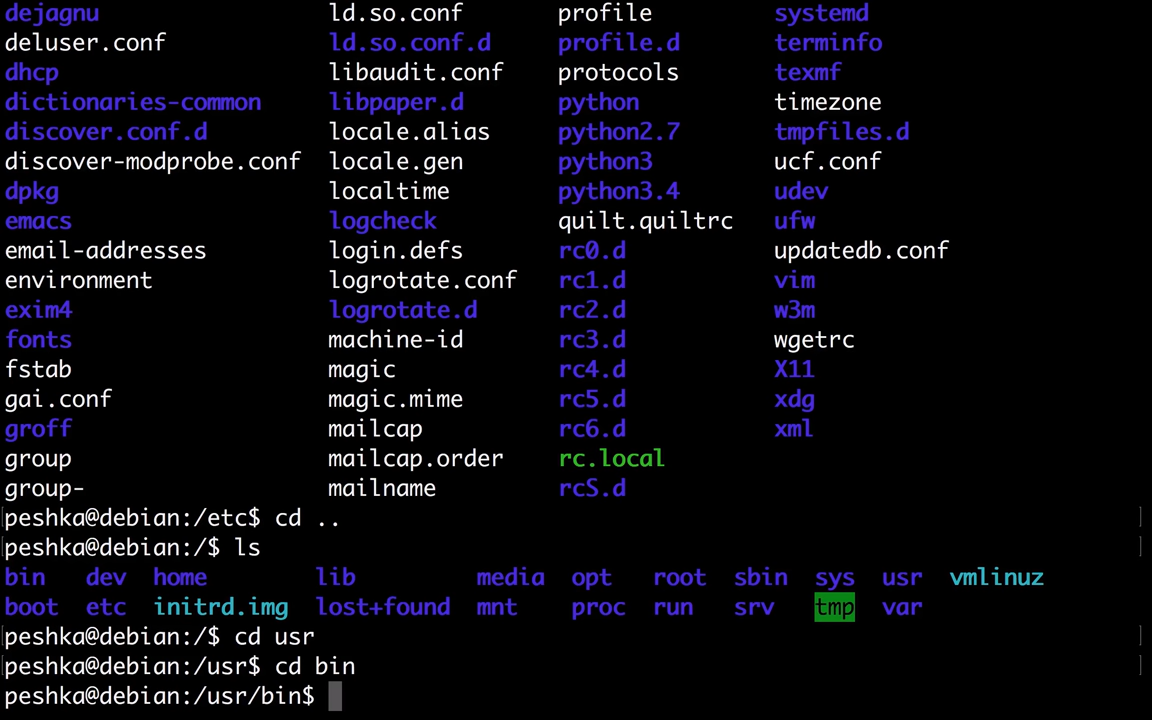 dejagnu ld.so.conf profile systemd
deluser.conf ld.so.conf.d profile.d terminfo
dhcp libaudit.conf protocols texmf
dictionaries-common libpaper.d python timezone
discover.conf.d locale.alias python2.7 tmpfiles.d
discover-modprobe.conf locale.gen python3 ucf.conf
dpkg localtime python3.4 udev
emacs logcheck quilt.quiltrc ufw
email-addresses login.defs rc0.d updatedb.conf
environment logrotate.conf rc1.d vim
exim4 logrotate.d rc2.d w3m
fonts machine-id rc3.d wgetrc
fstab magic rc4.d X11
gai.conf magic.mime rc5.d xdg
groff mailcap rc6.d xml
group mailcap.order rc.local
group- mailname rcS.d
peshka@debian:/etc$ cd ..
peshka@debian:/$ ls
bin dev home lib media opt root sbin sys usr vmlinuz
boot etc initrd.img lost+found mnt proc run srv tmp var
peshka@debian:/$ cd usr
peshka@debian:/usr$ cd bin
peshka@debian:/usr/bin$